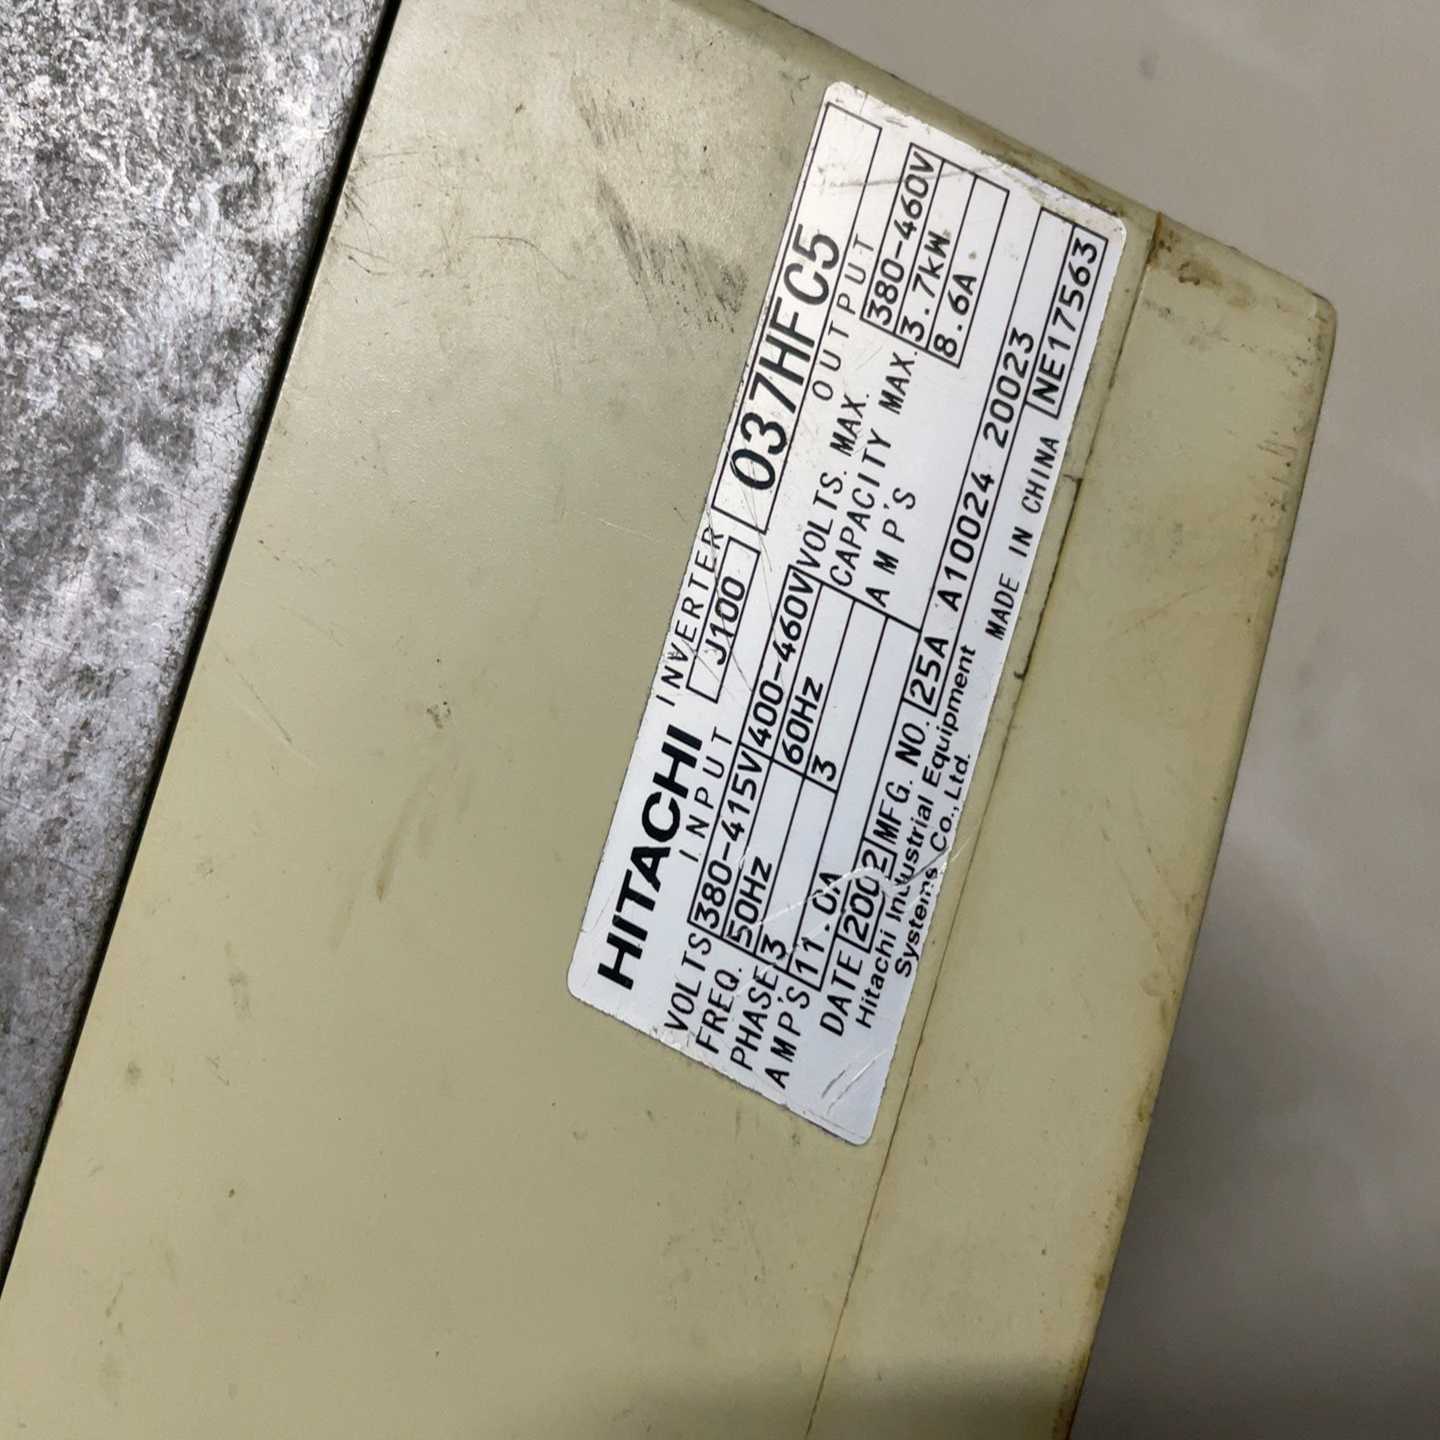 HITACHI INVERTER
J100 037HFC5
INPUT OUTPUT
VOLTS 380-415V 400-460V VOLTS. MAX. 380-460V
FREQ. 50Hz 60Hz CAPACITY MAX. 3.7kW
PHASE 3 3 AMP'S 8.6A
AMP'S 11.0A
DATE 2002 MFG. NO. 25A A10024 20023
Hitachi Industrial Equipment
Systems Co., Ltd. MADE IN CHINA NE17563